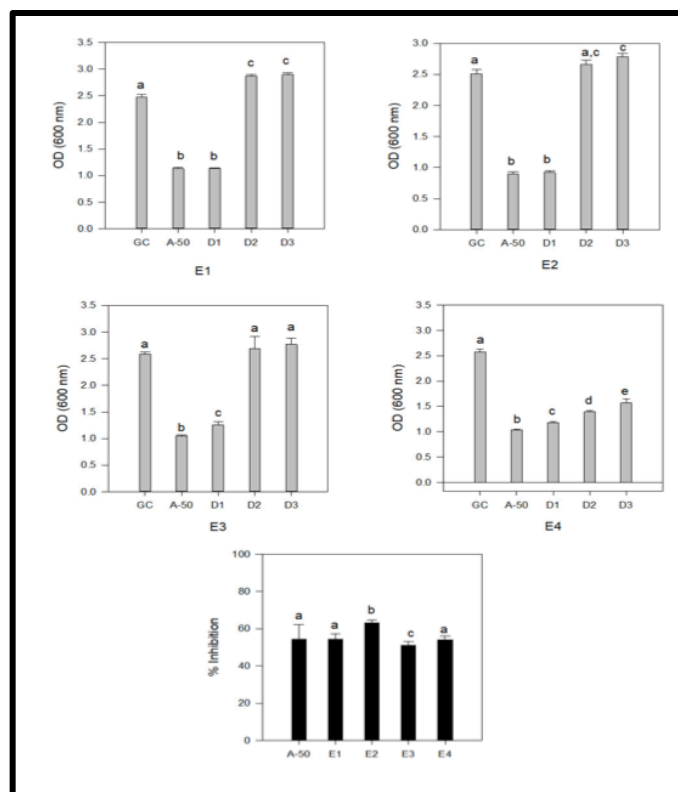 3.5
3.0
2.5
2.0
1.5
1.0
0.5
0.0
OD (600 nm)
a
b
b
c
c
GC A-50 D1 D2 D3
E1
3.0
2.5
2.0
1.5
1.0
0.5
0.0
OD (600 nm)
a
b
b
a,c
c
GC A-50 D1 D2 D3
E2
3.5
3.0
2.5
2.0
1.5
1.0
0.5
0.0
OD (600 nm)
a
b
c
a
a
GC A-50 D1 D2 D3
E3
3.5
3.0
2.5
2.0
1.5
1.0
0.5
0.0
OD (600 nm)
a
b
c
d
e
GC A-50 D1 D2 D3
E4
100
80
60
40
20
0
% Inhibition
a
a
b
c
a
A-50 E1 E2 E3 E4